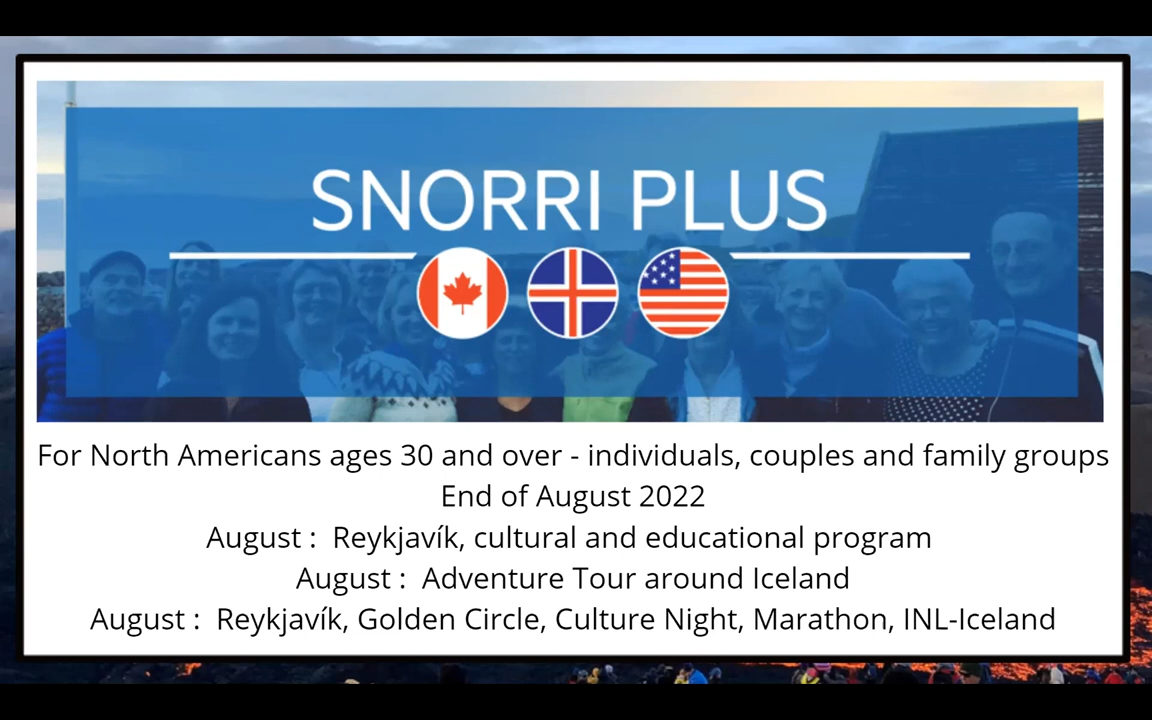 SNORRI PLUS
For North Americans ages 30 and over - individuals, couples and family groups
End of August 2022
August :  Reykjavík, cultural and educational program
August :  Adventure Tour around Iceland
August :  Reykjavík, Golden Circle, Culture Night, Marathon, INL-Iceland